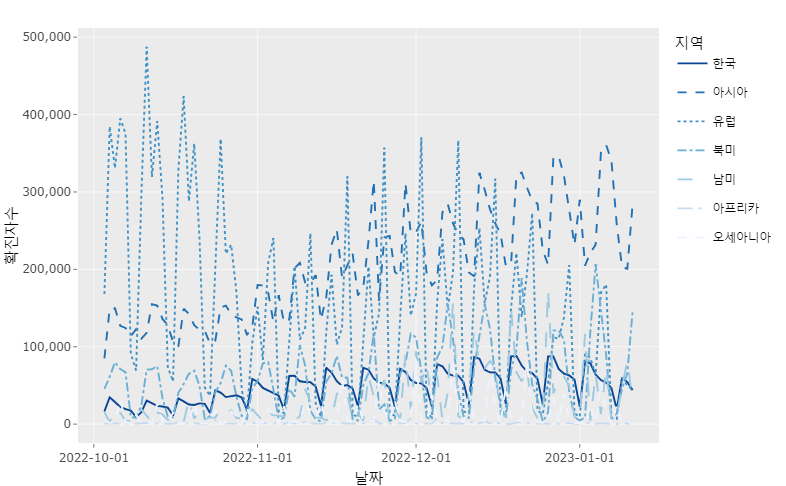 500,000
400,000
300,000
200,000
100,000
0
확진자수
2022-10-01
2022-11-01
2022-12-01
2023-01-01
날짜
지역
한국
아시아
유럽
북미
남미
아프리카
오세아니아